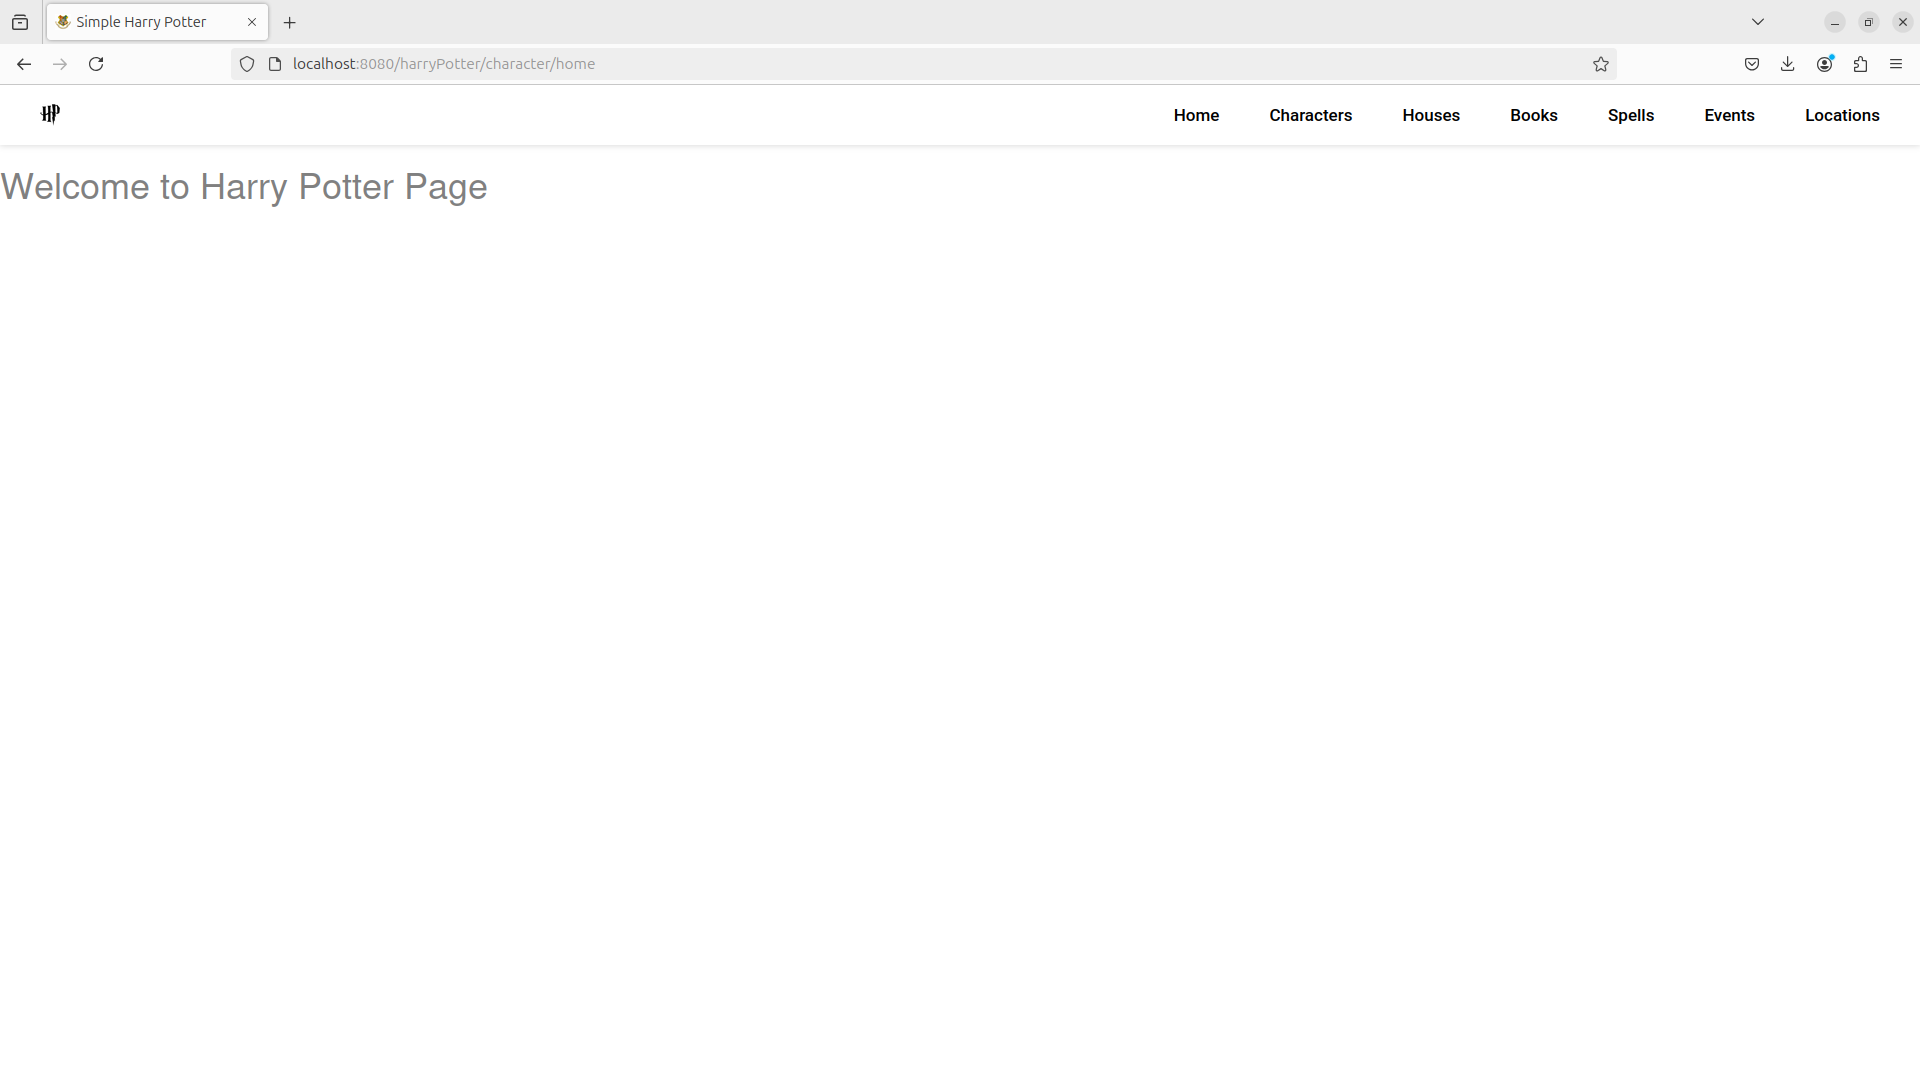 Simple Harry Potter
localhost:8080/harryPotter/character/home
HP
Home Characters Houses Books Spells Events Locations
Welcome to Harry Potter Page